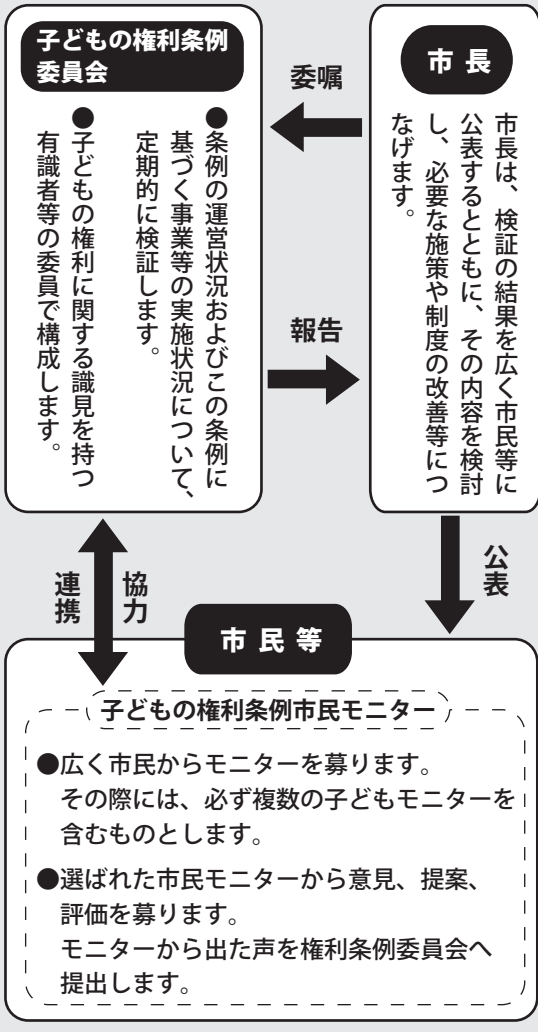 子どもの権利条例
委員会
●条例の運営状況およびこの条例に
基づく事業等の実施状況について、
定期的に検証します。
●子どもの権利に関する識見を持つ
有識者等の委員で構成します。
委嘱
報告
市長
市長は、検証の結果を広く市民等に
公表するとともに、その内容を検討
し、必要な施策や制度の改善等につ
なげます。
連携
協力
公表
市民等
子どもの権利条例市民モニター
●広く市民からモニターを募ります。
その際には、必ず複数の子どもモニターを
含むものとします。
●選ばれた市民モニターから意見、提案、
評価を募ります。
モニターから出た声を権利条例委員会へ
提出します。